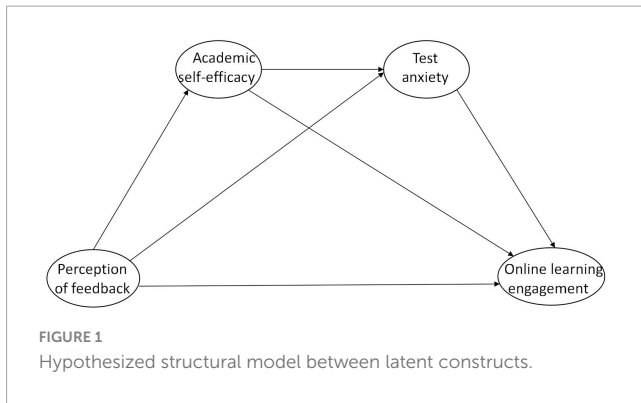 Academic
self-efficacy
Test
anxiety
Perception
of feedback
Online learning
engagement
FIGURE 1
Hypothesized structural model between latent constructs.